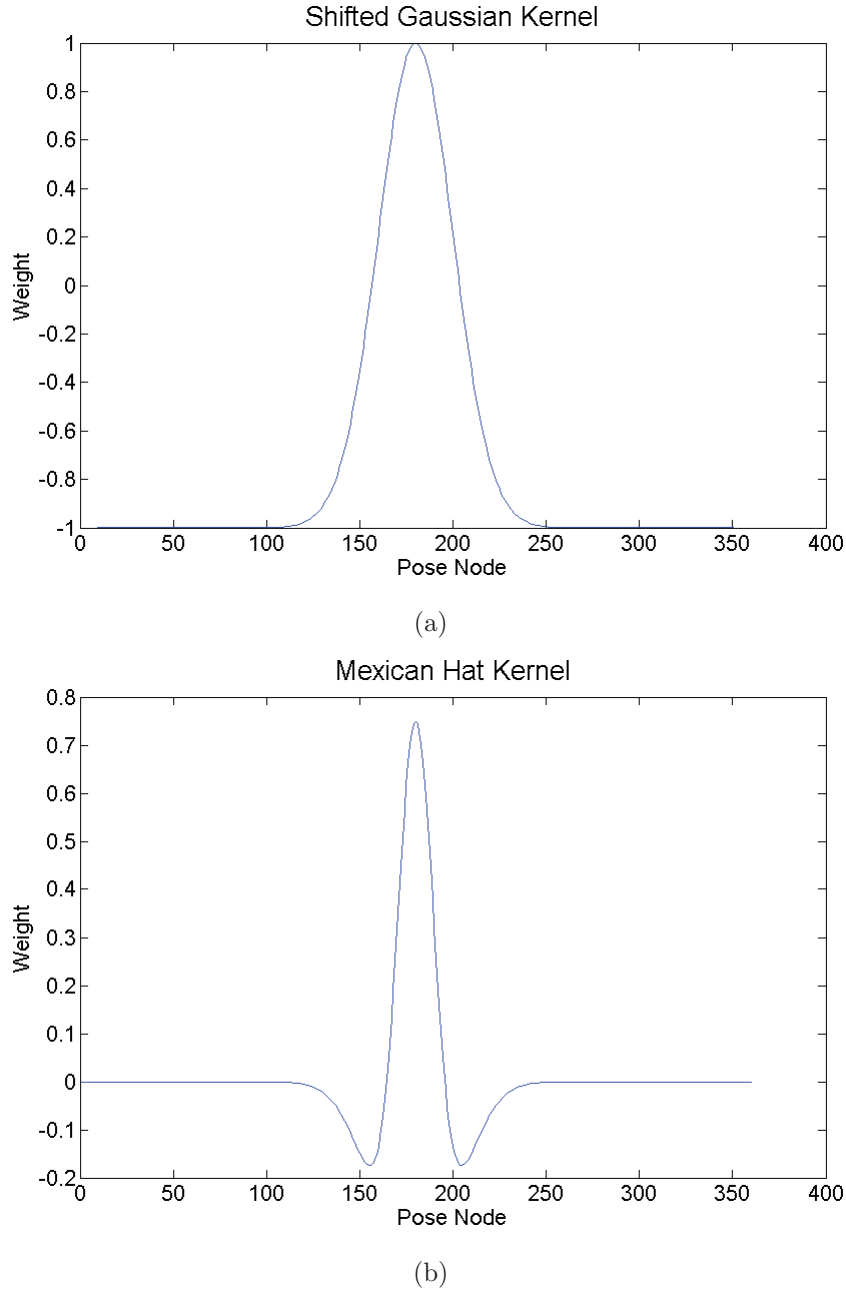 Shifted Gaussian Kernel
1
0.8
0.6
0.4
0.2
0
-0.2
-0.4
-0.6
-0.8
-1
Weight
0 50 100 150 200 250 300 350 400
Pose Node
(a)
Mexican Hat Kernel
0.8
0.7
0.6
0.5
0.4
0.3
0.2
0.1
0
-0.1
-0.2
Weight
0 50 100 150 200 250 300 350 400
Pose Node
(b)